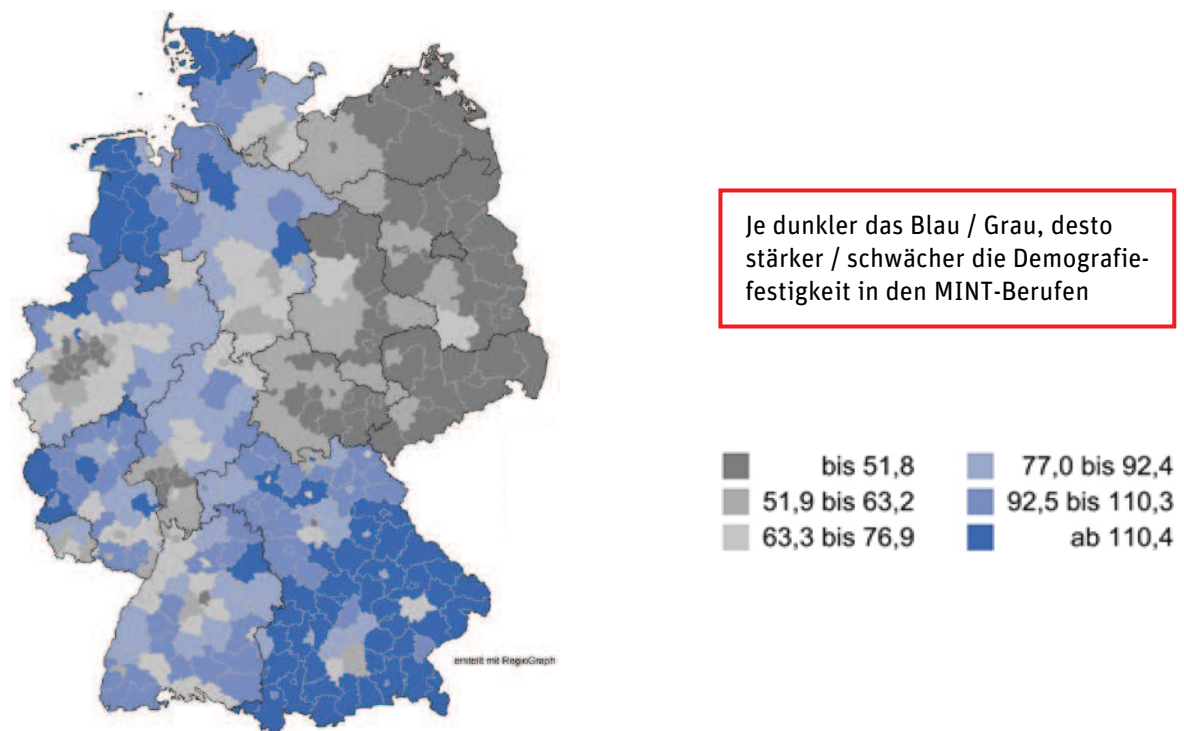 Je dunkler das Blau / Grau, desto
stärker / schwächer die Demografie-
festigkeit in den MINT-Berufen
bis 51,8
51,9 bis 63,2
63,3 bis 76,9
77,0 bis 92,4
92,5 bis 110,3
ab 110,4
erstellt mit RegioGraph